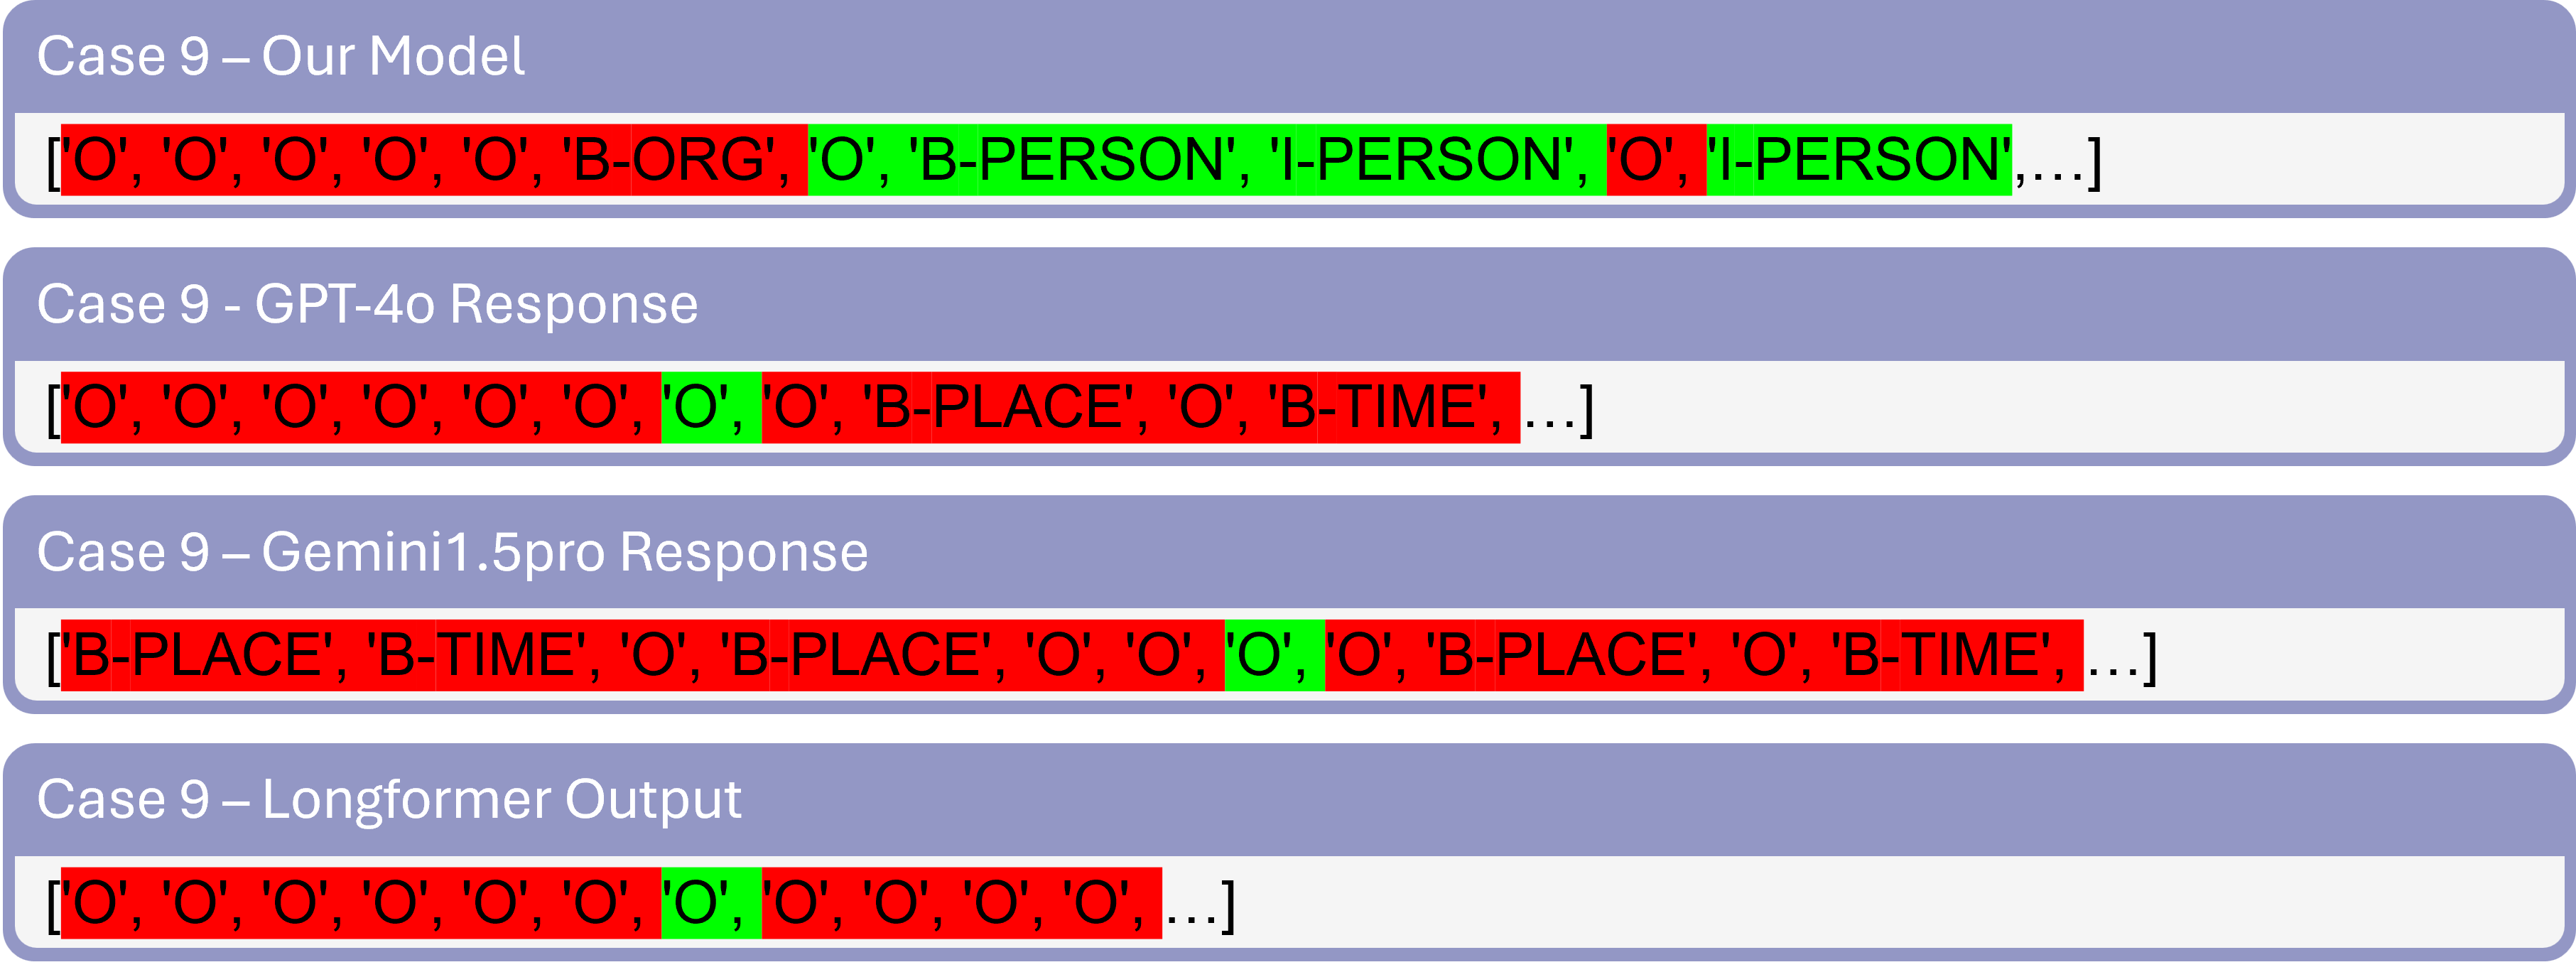 Case 9 – Our Model
['O', 'O', 'O', 'O', 'O', 'B-ORG', 'O', 'B-PERSON', 'I-PERSON', 'O', 'I-PERSON',...]
Case 9 - GPT-4o Response
['O', 'O', 'O', 'O', 'O', 'O', 'O', 'O', 'B-PLACE', 'O', 'B-TIME', ...]
Case 9 – Gemini1.5pro Response
['B-PLACE', 'B-TIME', 'O', 'B-PLACE', 'O', 'O', 'O', 'O', 'B-PLACE', 'O', 'B-TIME', ...]
Case 9 – Longformer Output
['O', 'O', 'O', 'O', 'O', 'O', 'O', 'O', 'O', 'O', 'O', ...]